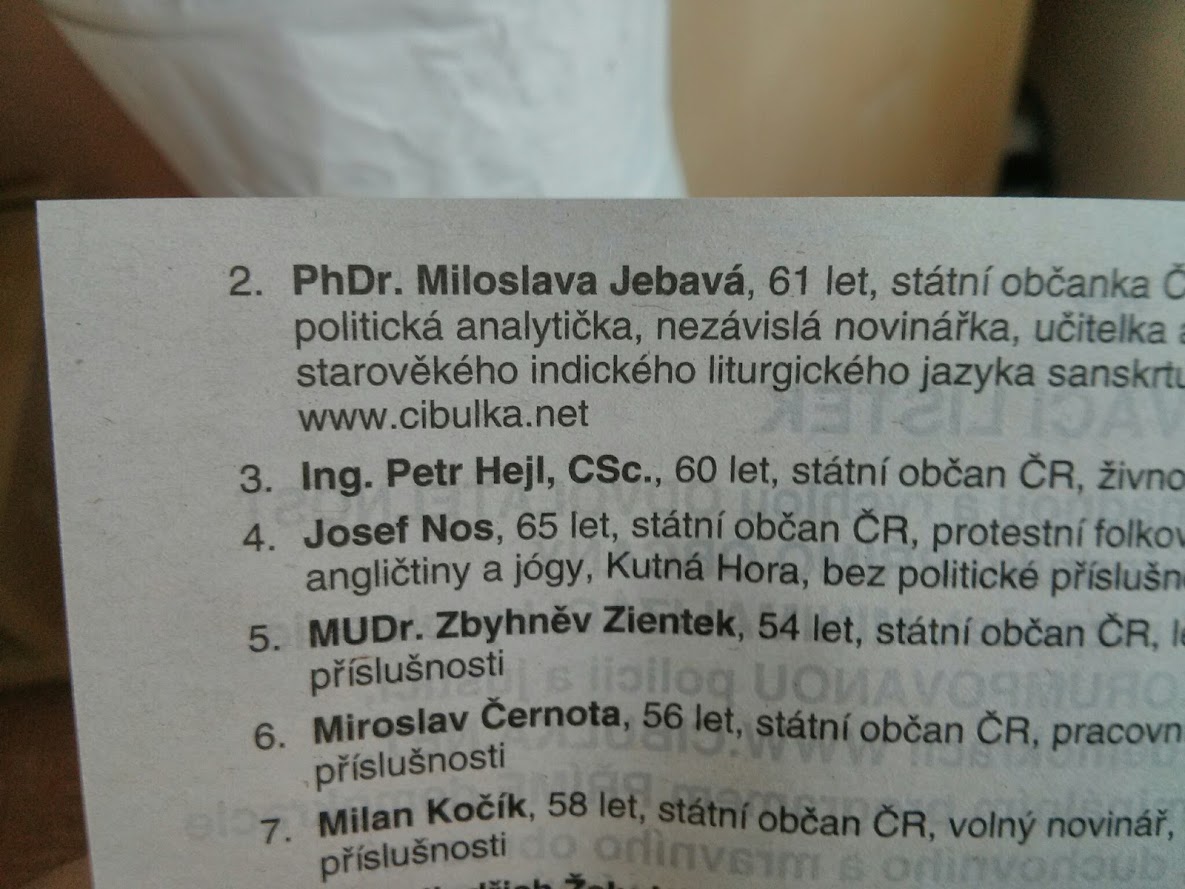 2. PhDr. Miloslava Jebavá, 61 let, státní občanka
politická analytička, nezávislá novinářka, učitelka
starověkého indického liturgického jazyka sanskrtu
www.cibulka.net
3. Ing. Petr Hejl, CSc., 60 let, státní občan ČR,
4. Josef Nos, 65 let, státní občan ČR, protestní
angličtiny a jógy, Kutná Hora, bez politické
5. MUDr. Zbyhněv Zientek, 54 let, státní občan ČR,
příslušnosti
6. Miroslav Černota, 56 let, státní občan ČR,
příslušnosti
7. Milan Kočík, 58 let, státní občan ČR, volný novinář,
příslušnosti